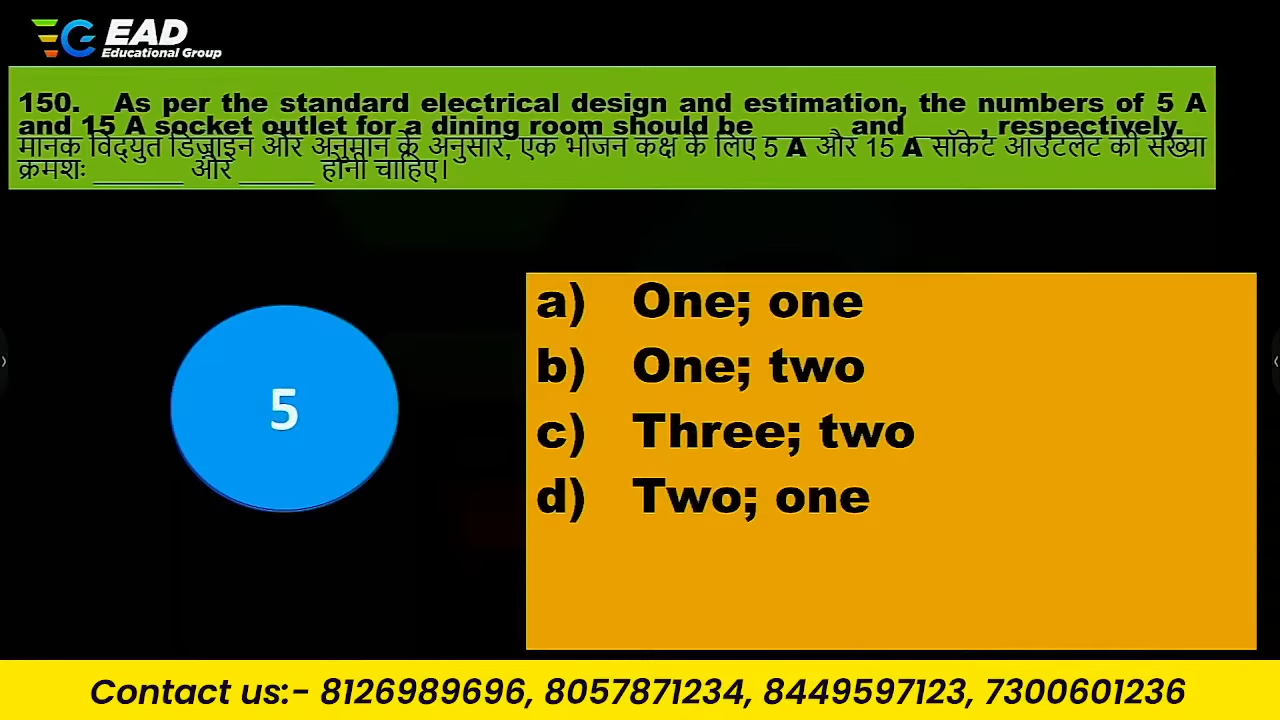 EAD
Educational Group
150. As per the standard electrical design and estimation, the numbers of 5 A
and 15 A socket outlet for a dining room should be ______ and _____, respectively.
मानक विद्युत डिज़ाइन और अनुमान के अनुसार, एक भोजन कक्ष के लिए 5 A और 15 A सॉकेट आउटलेट की संख्या
क्रमशः ______ और _____ होनी चाहिए।
5
a) One; one
b) One; two
c) Three; two
d) Two; one
Contact us:- 8126989696, 8057871234, 8449597123, 7300601236